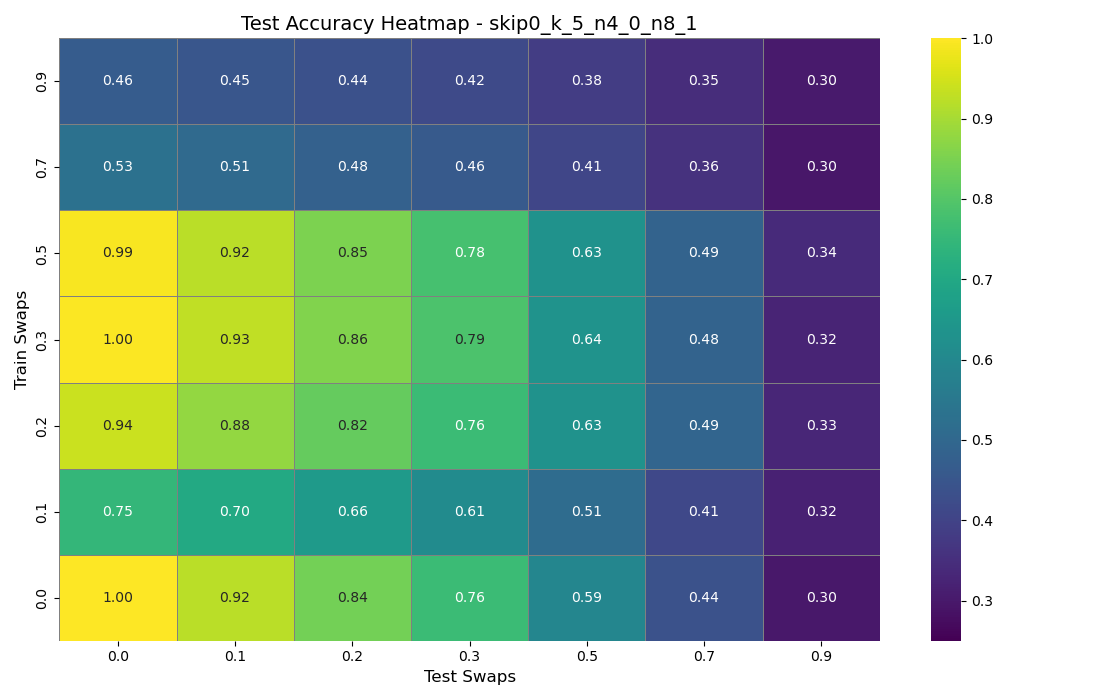 Test Accuracy Heatmap - skip0_k_5_n4_0_n8_1
Train Swaps
0.9 0.46 0.45 0.44 0.42 0.38 0.35 0.30
0.7 0.53 0.51 0.48 0.46 0.41 0.36 0.30
0.5 0.99 0.92 0.85 0.78 0.63 0.49 0.34
0.3 1.00 0.93 0.86 0.79 0.64 0.48 0.32
0.2 0.94 0.88 0.82 0.76 0.63 0.49 0.33
0.1 0.75 0.70 0.66 0.61 0.51 0.41 0.32
0.0 1.00 0.92 0.84 0.76 0.59 0.44 0.30
0.0 0.1 0.2 0.3 0.5 0.7 0.9
Test Swaps
1.0
0.9
0.8
0.7
0.6
0.5
0.4
0.3